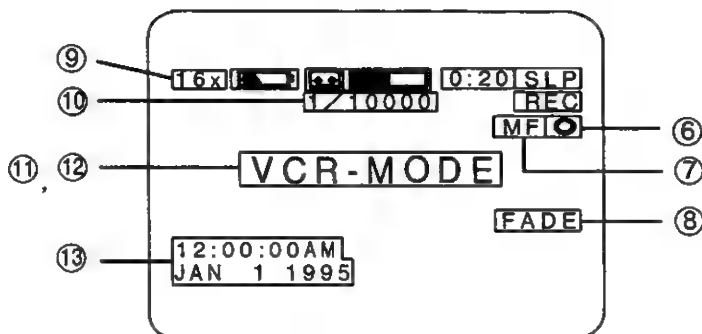 ⑨ 16x 0:20 SLP
⑩ 1/10000 REC
MF ⑥
⑦
⑪, ⑫ VCR-MODE
FADE ⑧
⑬ 12:00:00AM
JAN 1 1995